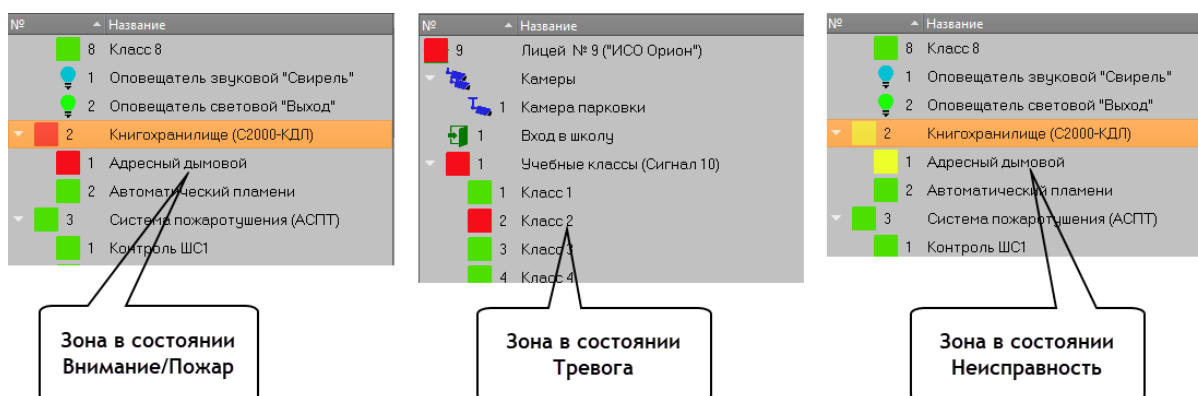 № Название
8 Класс 8
1 Оповещатель звуковой "Свирель"
2 Оповещатель световой "Выход"
2 Книгохранилище (С2000-КДЛ)
1 Адресный дымовой
2 Автоматический пламени
3 Система пожаротушения (АСПТ)
1 Контроль ШС1
Зона в состоянии
Внимание/Пожар
№ Название
9 Лицей № 9 ("ИСО Орион")
Камеры
1 Камера парковки
1 Вход в школу
1 Учебные классы (Сигнал 10)
1 Класс 1
2 Класс 2
3 Класс 3
4 Класс 4
Зона в состоянии
Тревога
№ Название
8 Класс 8
1 Оповещатель звуковой "Свирель"
2 Оповещатель световой "Выход"
2 Книгохранилище (С2000-КДЛ)
1 Адресный дымовой
2 Автоматический пламени
3 Система пожаротушения (АСПТ)
1 Контроль ШС1
Зона в состоянии
Неисправность